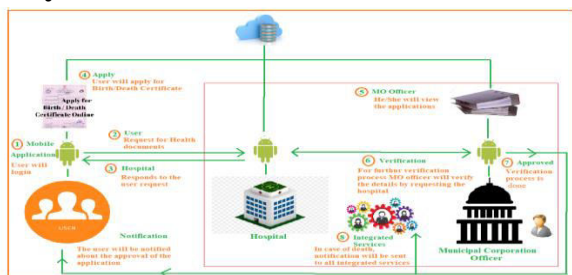 4 Apply
User will apply for
Birth/Death Certificate
Apply for
Birth / Death
Certificate Online
5 MO Officer
He/She will view
the applications
1 Mobile
Application
User will
login
2 User
Request for Health
documents
3 Hospital
Responds to the
user request
6 Verification
For further verification
process MO officer will verify
the details by requesting the
hospital
7 Approved
Verification
process is
done
USER
Notification
The user will be notified
about the approval of the
application
Hospital
8 Integrated
Services
In case of death,
notification will be sent
to all integrated services
Municipal Corporation
Officer